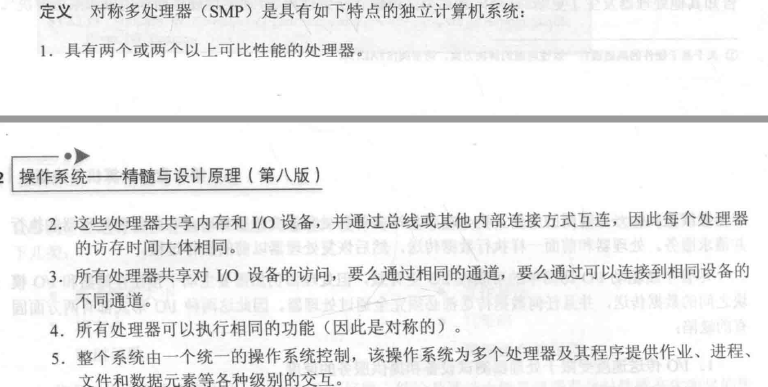 定义 对称多处理器（SMP）是具有如下特点的独立计算机系统:
1．具有两个或两个以上可比性能的处理器。
2
操作系统——精髓与设计原理（第八版）
2．这些处理器共享内存和 I/O 设备，并通过总线或其他内部连接方式互连，因此每个处理器
的访存时间大体相同。
3．所有处理器共享对 I/O 设备的访问，要么通过相同的通道，要么通过可以连接到相同设备的
不同通道。
4．所有处理器可以执行相同的功能（因此是对称的）。
5．整个系统由一个统一的操作系统控制，该操作系统为多个处理器及其程序提供作业、进程、
文件和数据元素等各种级别的交互。